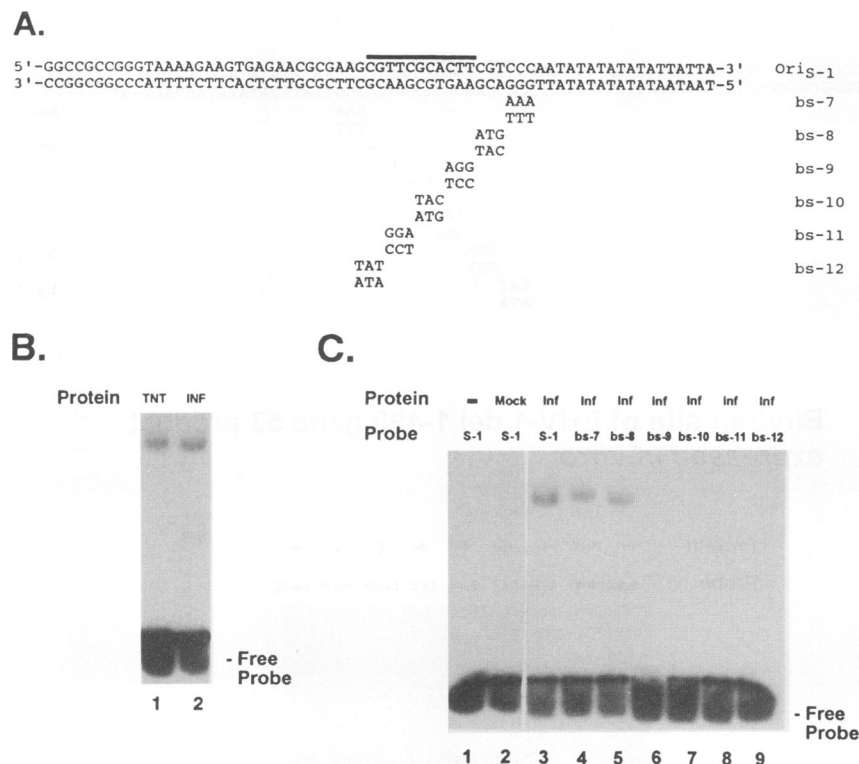 A.
5'-GGCCGCCGGGTAAAAGAAGTGAGAACGCGAAGCGTTCGCACTTCGTCCCAATATATATATATTATTA-3' OriS-1
3'-CCGGCGGCCCATTTTCTTCACTCTTGCGCTTCGCAAGCGTGAAGCAGGGTTATATATATATAATAAT-5'
AAA bs-7
TTT
ATG bs-8
TAC
AGG bs-9
TCC
TAC bs-10
ATG
GGA bs-11
CCT
TAT bs-12
ATA
B.
Protein TNT INF
- Free
Probe
1 2
C.
Protein - Mock Inf Inf Inf Inf Inf Inf Inf
Probe S-1 S-1 S-1 bs-7 bs-8 bs-9 bs-10 bs-11 bs-12
- Free
Probe
1 2 3 4 5 6 7 8 9